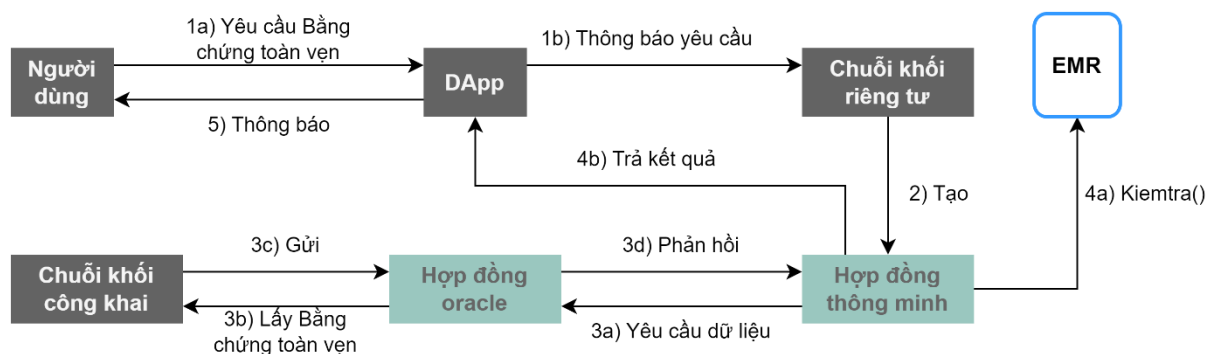 1a) Yêu cầu Bằng
chứng toàn vẹn
1b) Thông báo yêu cầu
Người
dùng
DApp
Chuỗi khối
riêng tư
EMR
5) Thông báo
4b) Trả kết quả
2) Tạo
4a) Kiemtra()
3c) Gửi
3d) Phản hồi
Chuỗi khối
công khai
Hợp đồng
oracle
Hợp đồng
thông minh
3b) Lấy Bằng
chứng toàn vẹn
3a) Yêu cầu dữ liệu